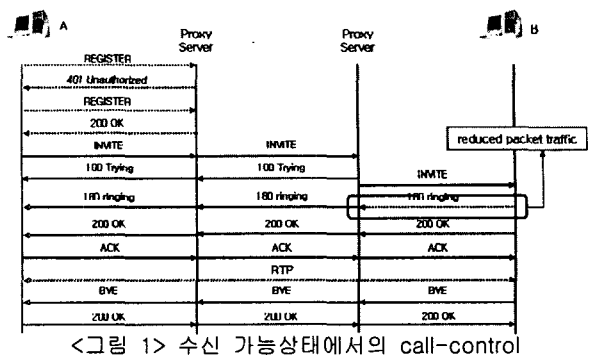 A
Proxy Server
Proxy Server
B
REGISTER
401 Unauthorized
REGISTER
200 OK
INVITE INVITE
reduced packet traffic
100 Trying 100 Trying
INVITE
180 ringing 180 ringing 180 ringing
200 OK 200 OK 200 OK
ACK ACK ACK
RTP
BYE BYE BYE
200 OK 200 OK 200 OK
<그림 1> 수신 가능상태에서의 call-control